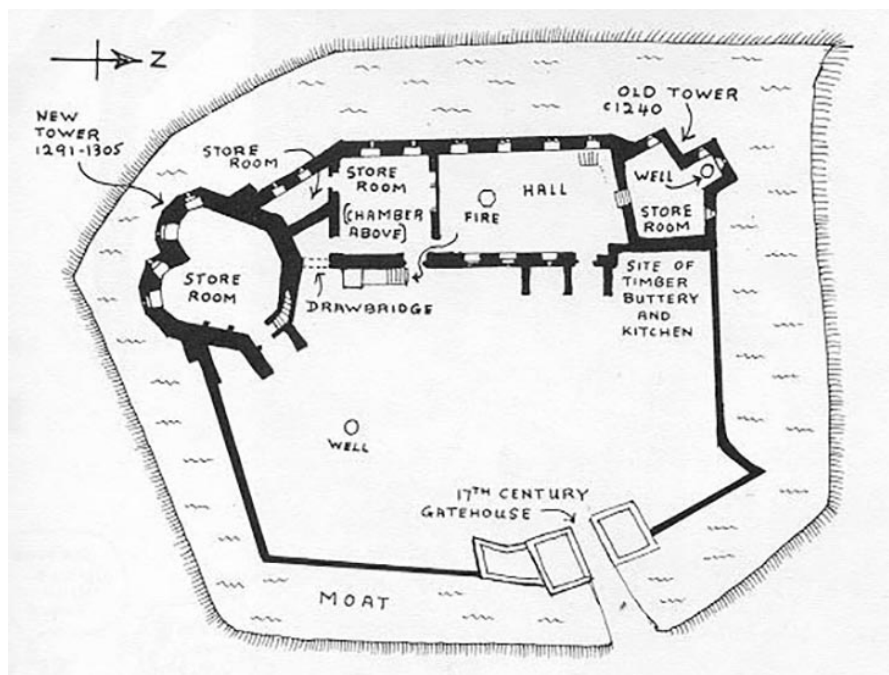 N
NEW
TOWER
1291-1305
STORE
ROOM
OLD TOWER
c1240
STORE
ROOM
(CHAMBER
ABOVE)
HALL
FIRE
WELL
STORE
ROOM
STORE
ROOM
DRAWBRIDGE
SITE OF
TIMBER
BUTTERY
AND
KITCHEN
WELL
17TH CENTURY
GATEHOUSE
MOAT